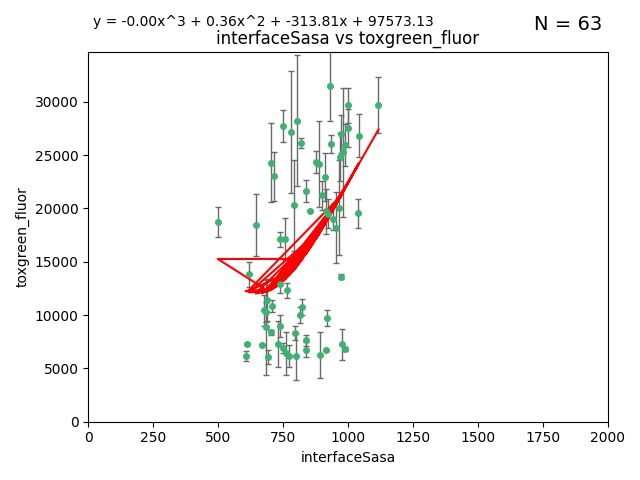 y = -0.00x^3 + 0.36x^2 + -313.81x + 97573.13
N = 63
interfaceSasa vs toxgreen_fluor
toxgreen_fluor
30000
25000
20000
15000
10000
5000
0
0 250 500 750 1000 1250 1500 1750 2000
interfaceSasa